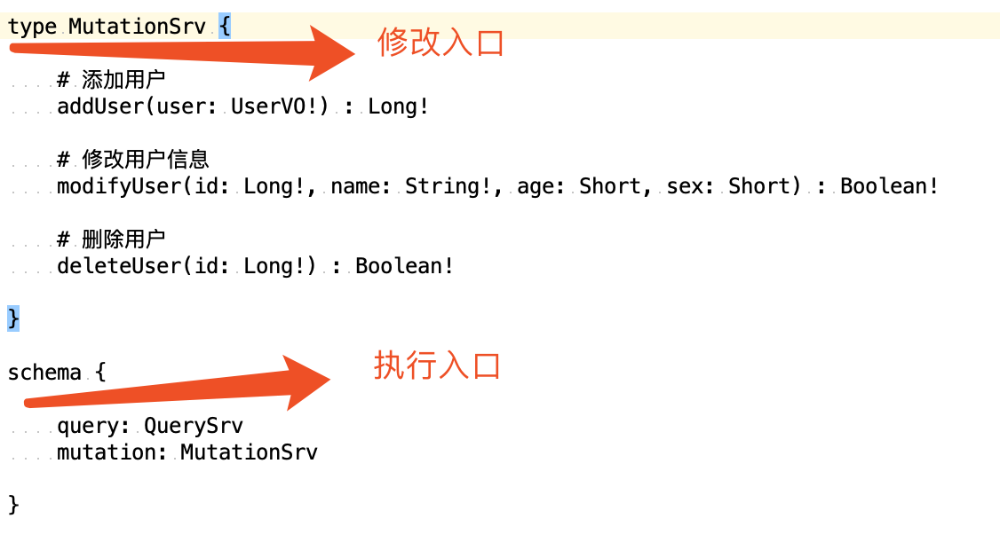 type MutationSrv {
修改入口
# 添加用户
addUser(user: UserVO!) : Long!
# 修改用户信息
modifyUser(id: Long!, name: String!, age: Short, sex: Short) : Boolean!
# 删除用户
deleteUser(id: Long!) : Boolean!
}
执行入口
schema {
query: QuerySrv
mutation: MutationSrv
}